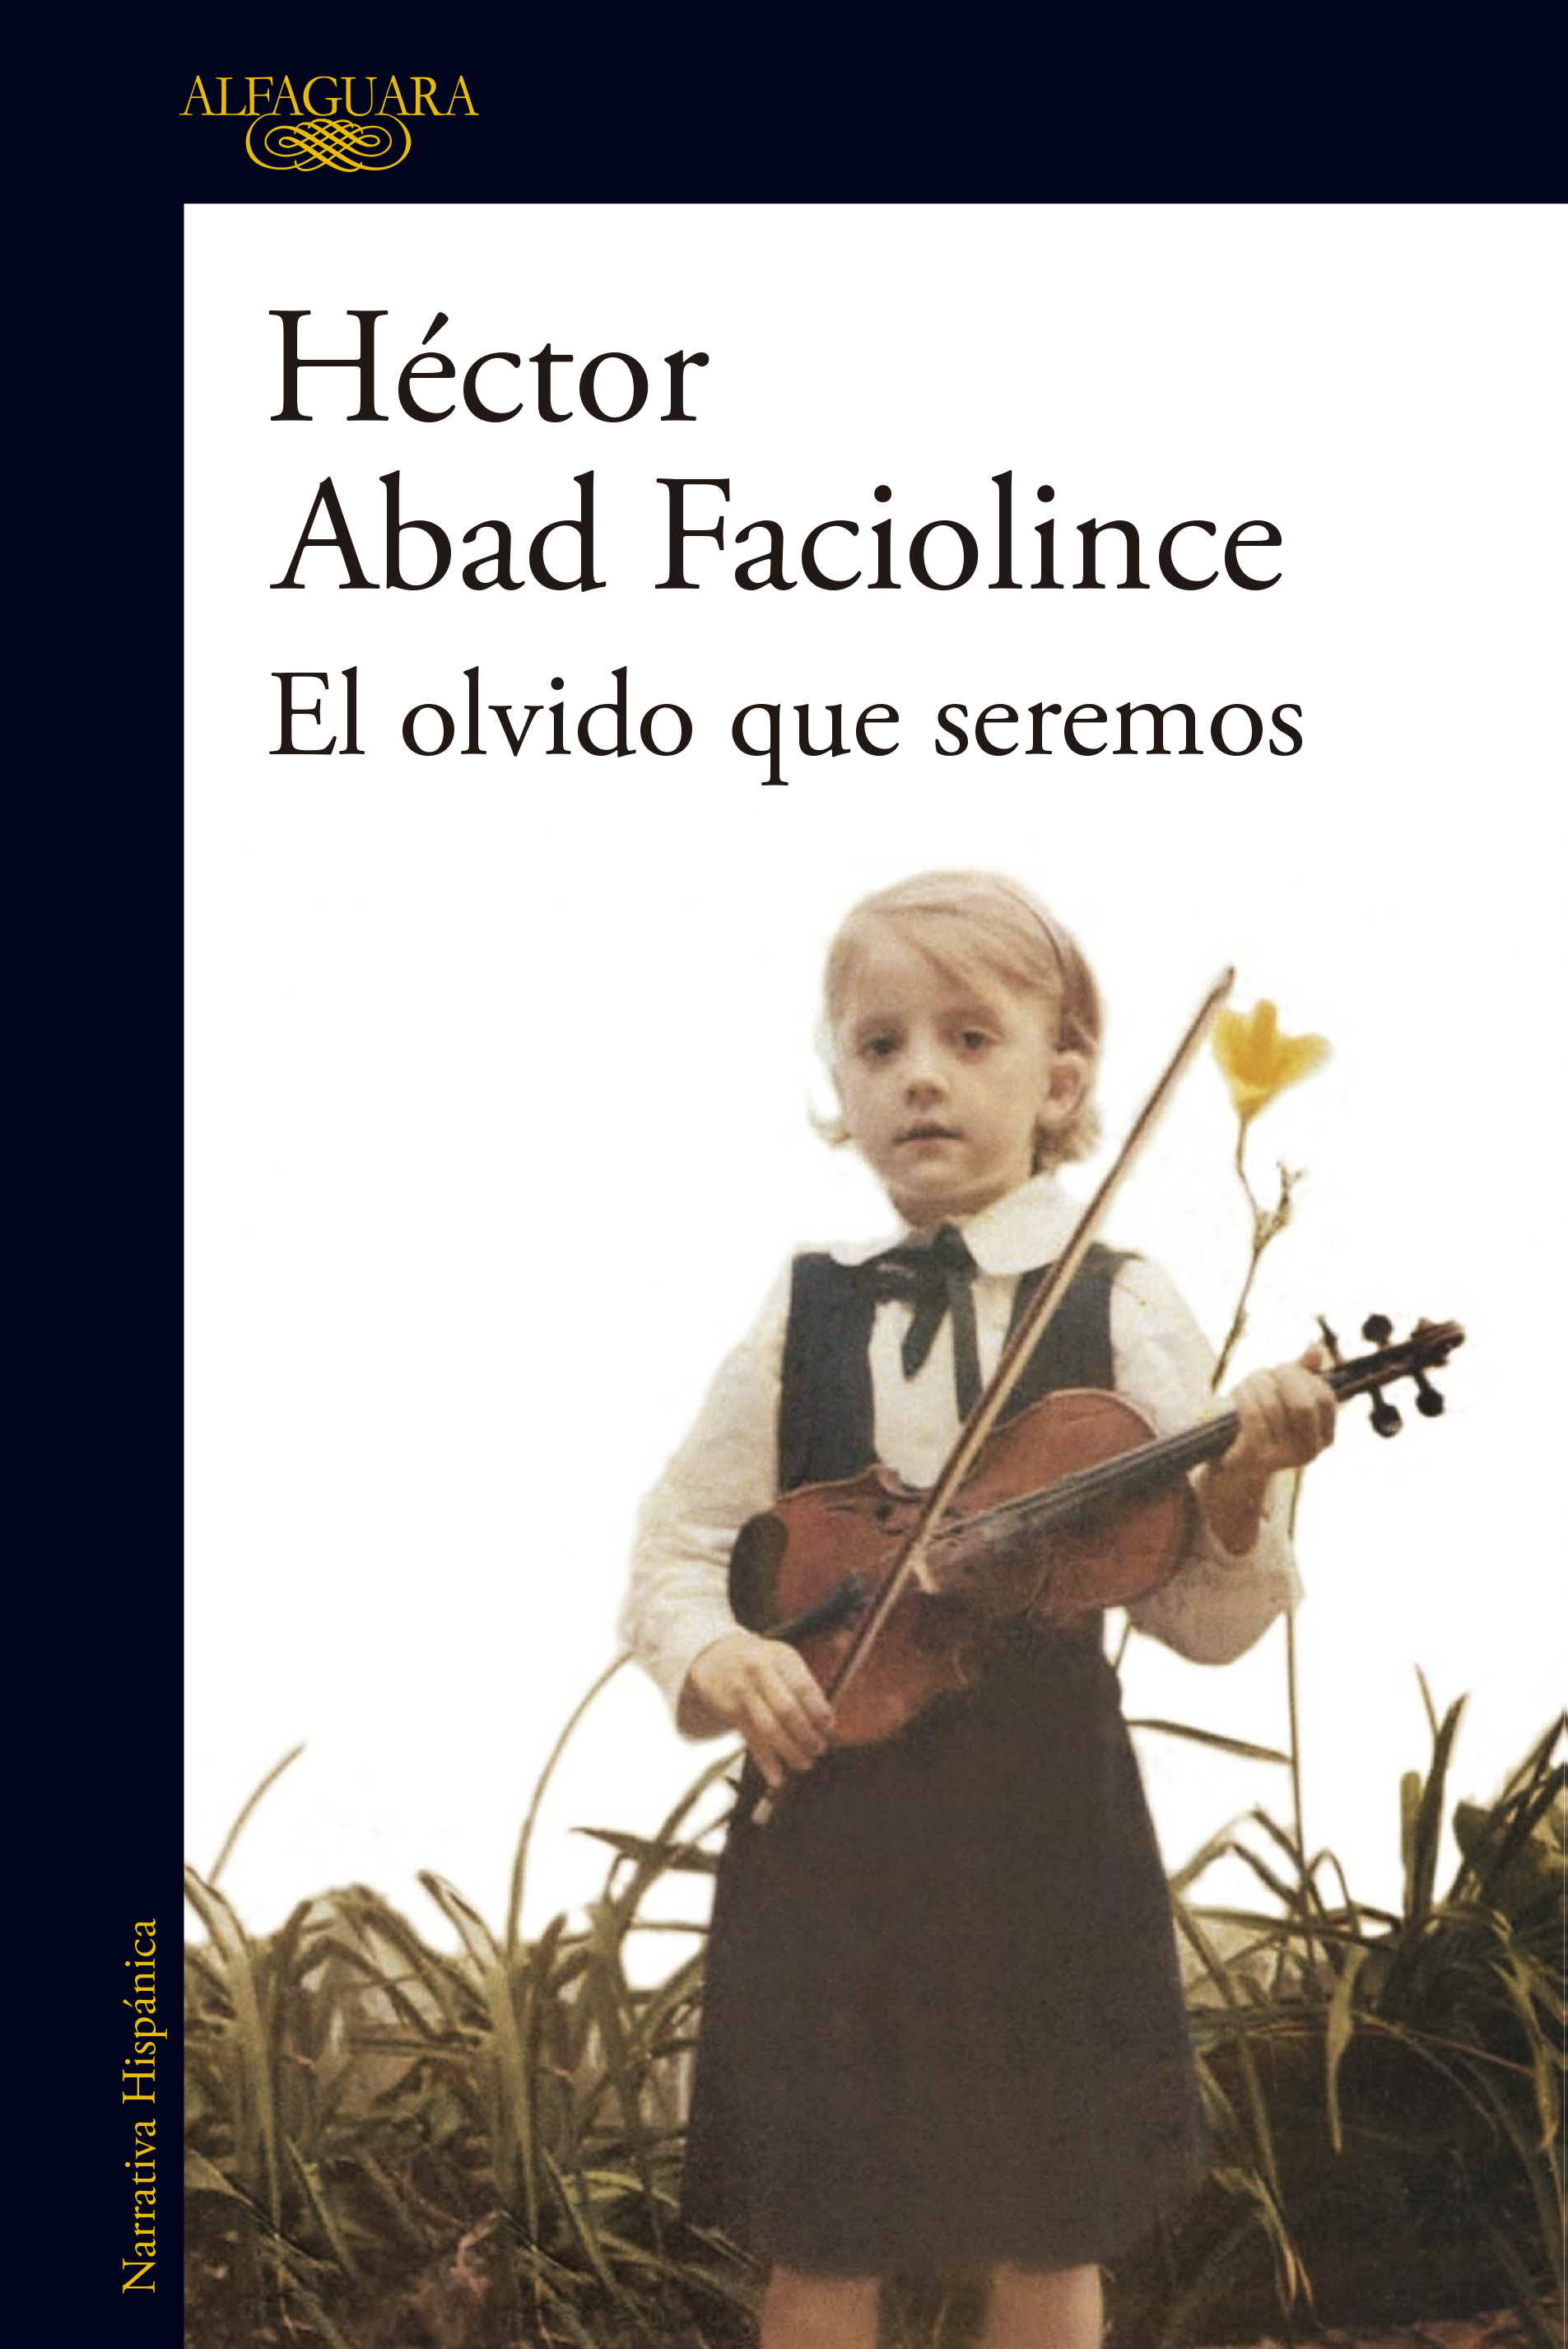 ALFAGUARA
Héctor
Abad Faciolince
El olvido que seremos
Narrativa Hispánica